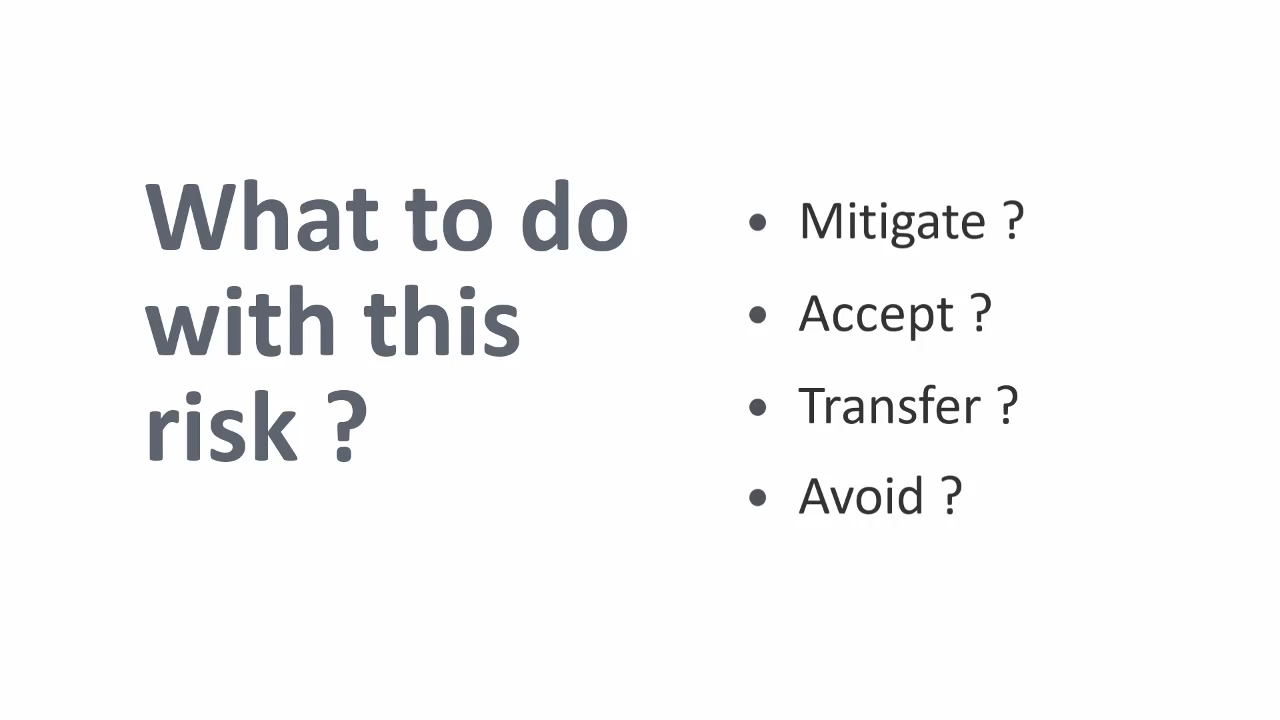 What to do
with this
risk ?
• Mitigate ?
• Accept ?
• Transfer ?
• Avoid ?